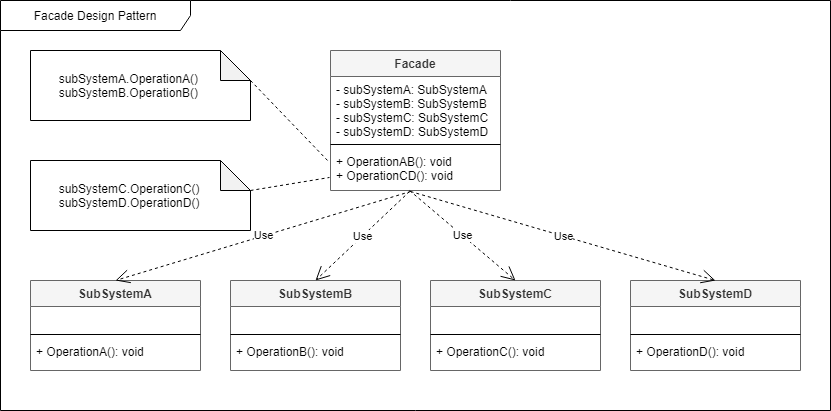 Facade Design Pattern
subSystemA.OperationA()
subSystemB.OperationB()
Facade
- subSystemA: SubSystemA
- subSystemB: SubSystemB
- subSystemC: SubSystemC
- subSystemD: SubSystemD
+ OperationAB(): void
+ OperationCD(): void
subSystemC.OperationC()
subSystemD.OperationD()
Use
Use
Use
Use
SubSystemA
+ OperationA(): void
SubSystemB
+ OperationB(): void
SubSystemC
+ OperationC(): void
SubSystemD
+ OperationD(): void